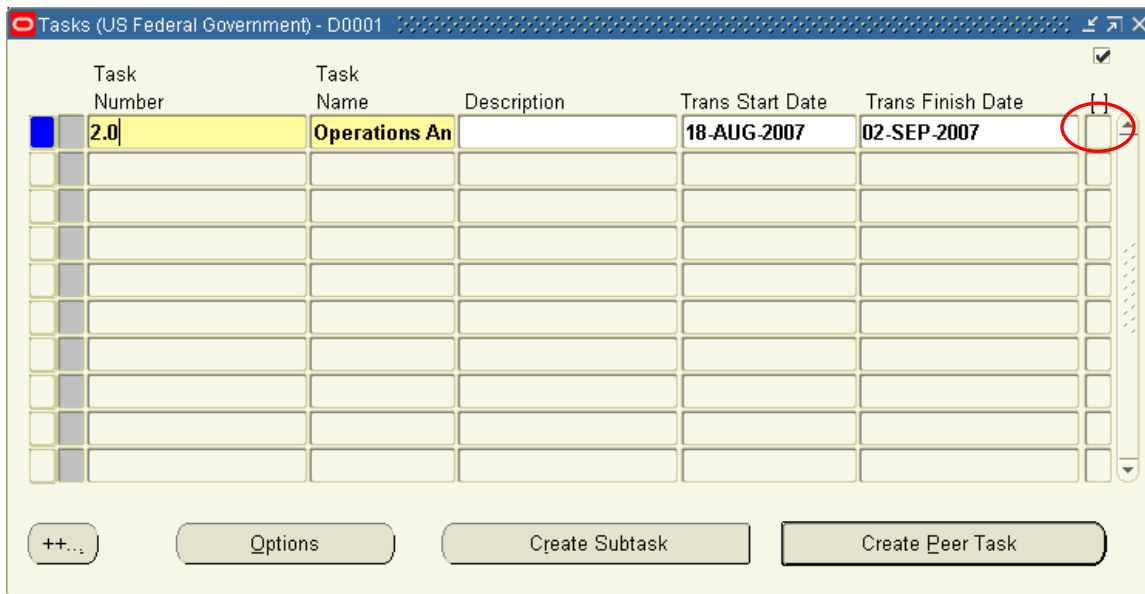 Tasks (US Federal Government) - D0001
Task Task
Number Name Description Trans Start Date Trans Finish Date [ ]
2.0 Operations An 18-AUG-2007 02-SEP-2007
++... Options Create Subtask Create Peer Task